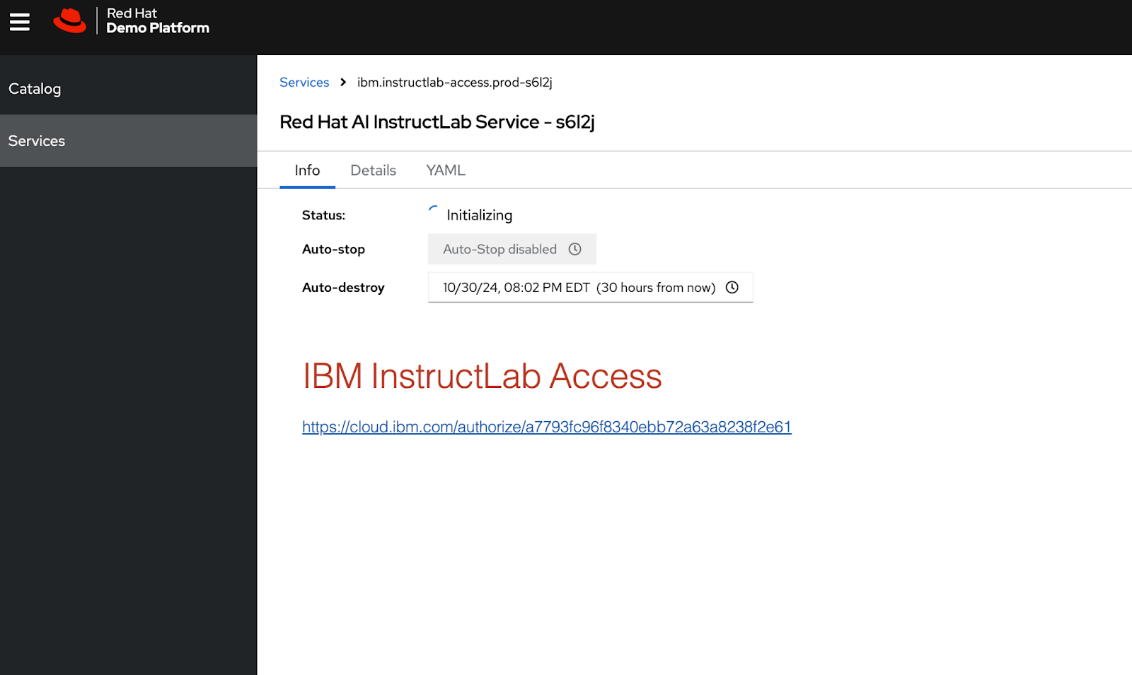 Red Hat
Demo Platform
Catalog
Services
Services > ibm.instructlab-access.prod-s6l2j
Red Hat AI InstructLab Service - s6l2j
Info Details YAML
Status: Initializing
Auto-stop Auto-Stop disabled
Auto-destroy 10/30/24, 08:02 PM EDT (30 hours from now)
IBM InstructLab Access
https://cloud.ibm.com/authorize/a7793fc96f8340ebb72a63a8238f2e61